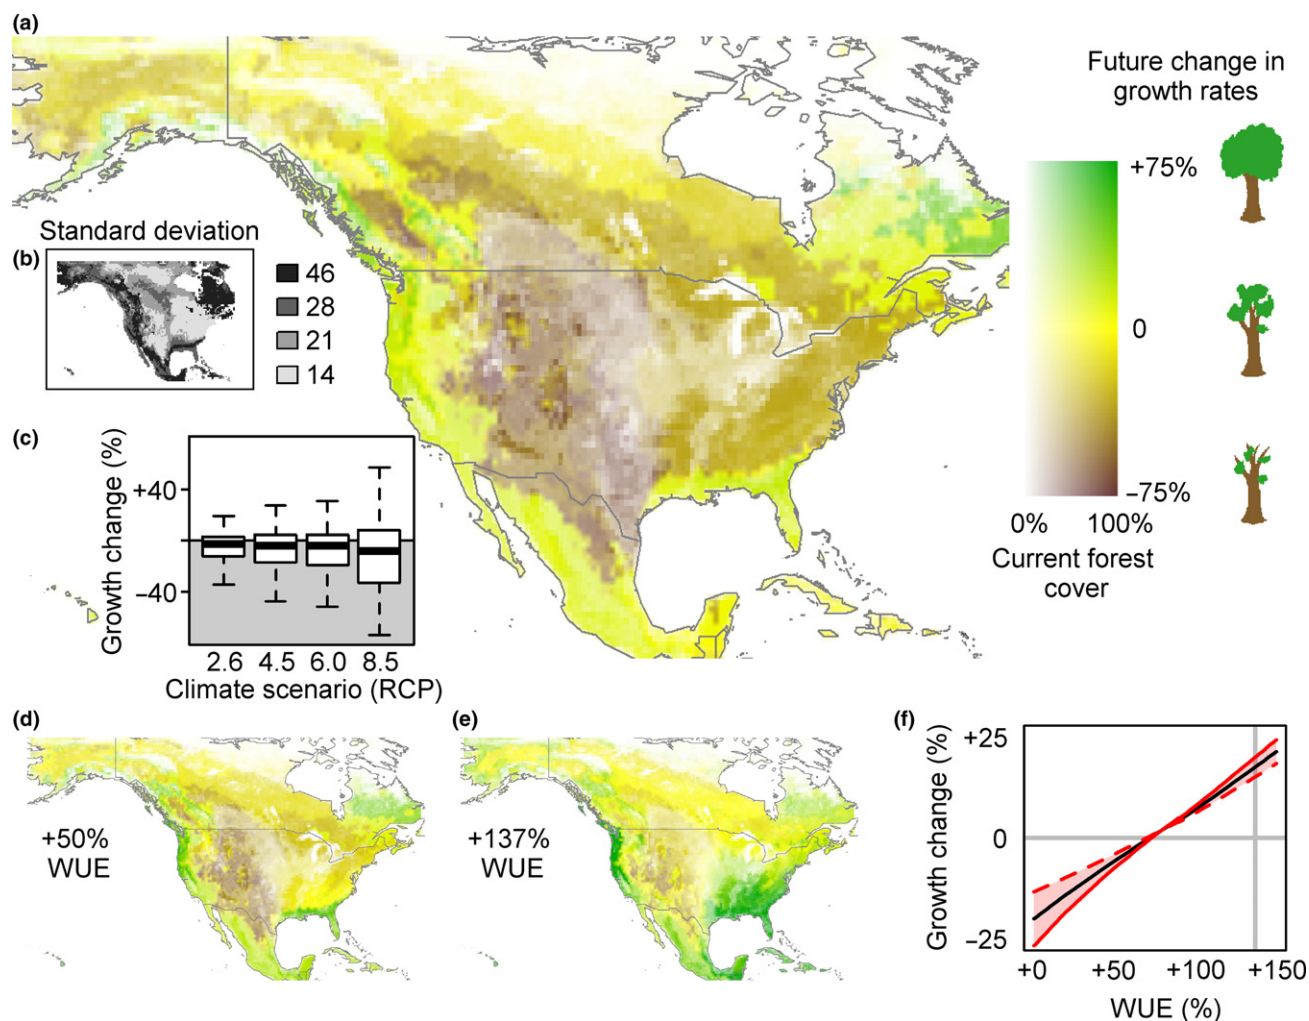 (a)
Future change in
growth rates
+75%
0
−75%
0% 100%
Current forest
cover
Standard deviation
(b)
46
28
21
14
(c)
Growth change (%)
+40
−40
2.6 4.5 6.0 8.5
Climate scenario (RCP)
(d)
+50%
WUE
(e)
+137%
WUE
(f)
Growth change (%)
+25
0
−25
+0 +50 +100 +150
WUE (%)